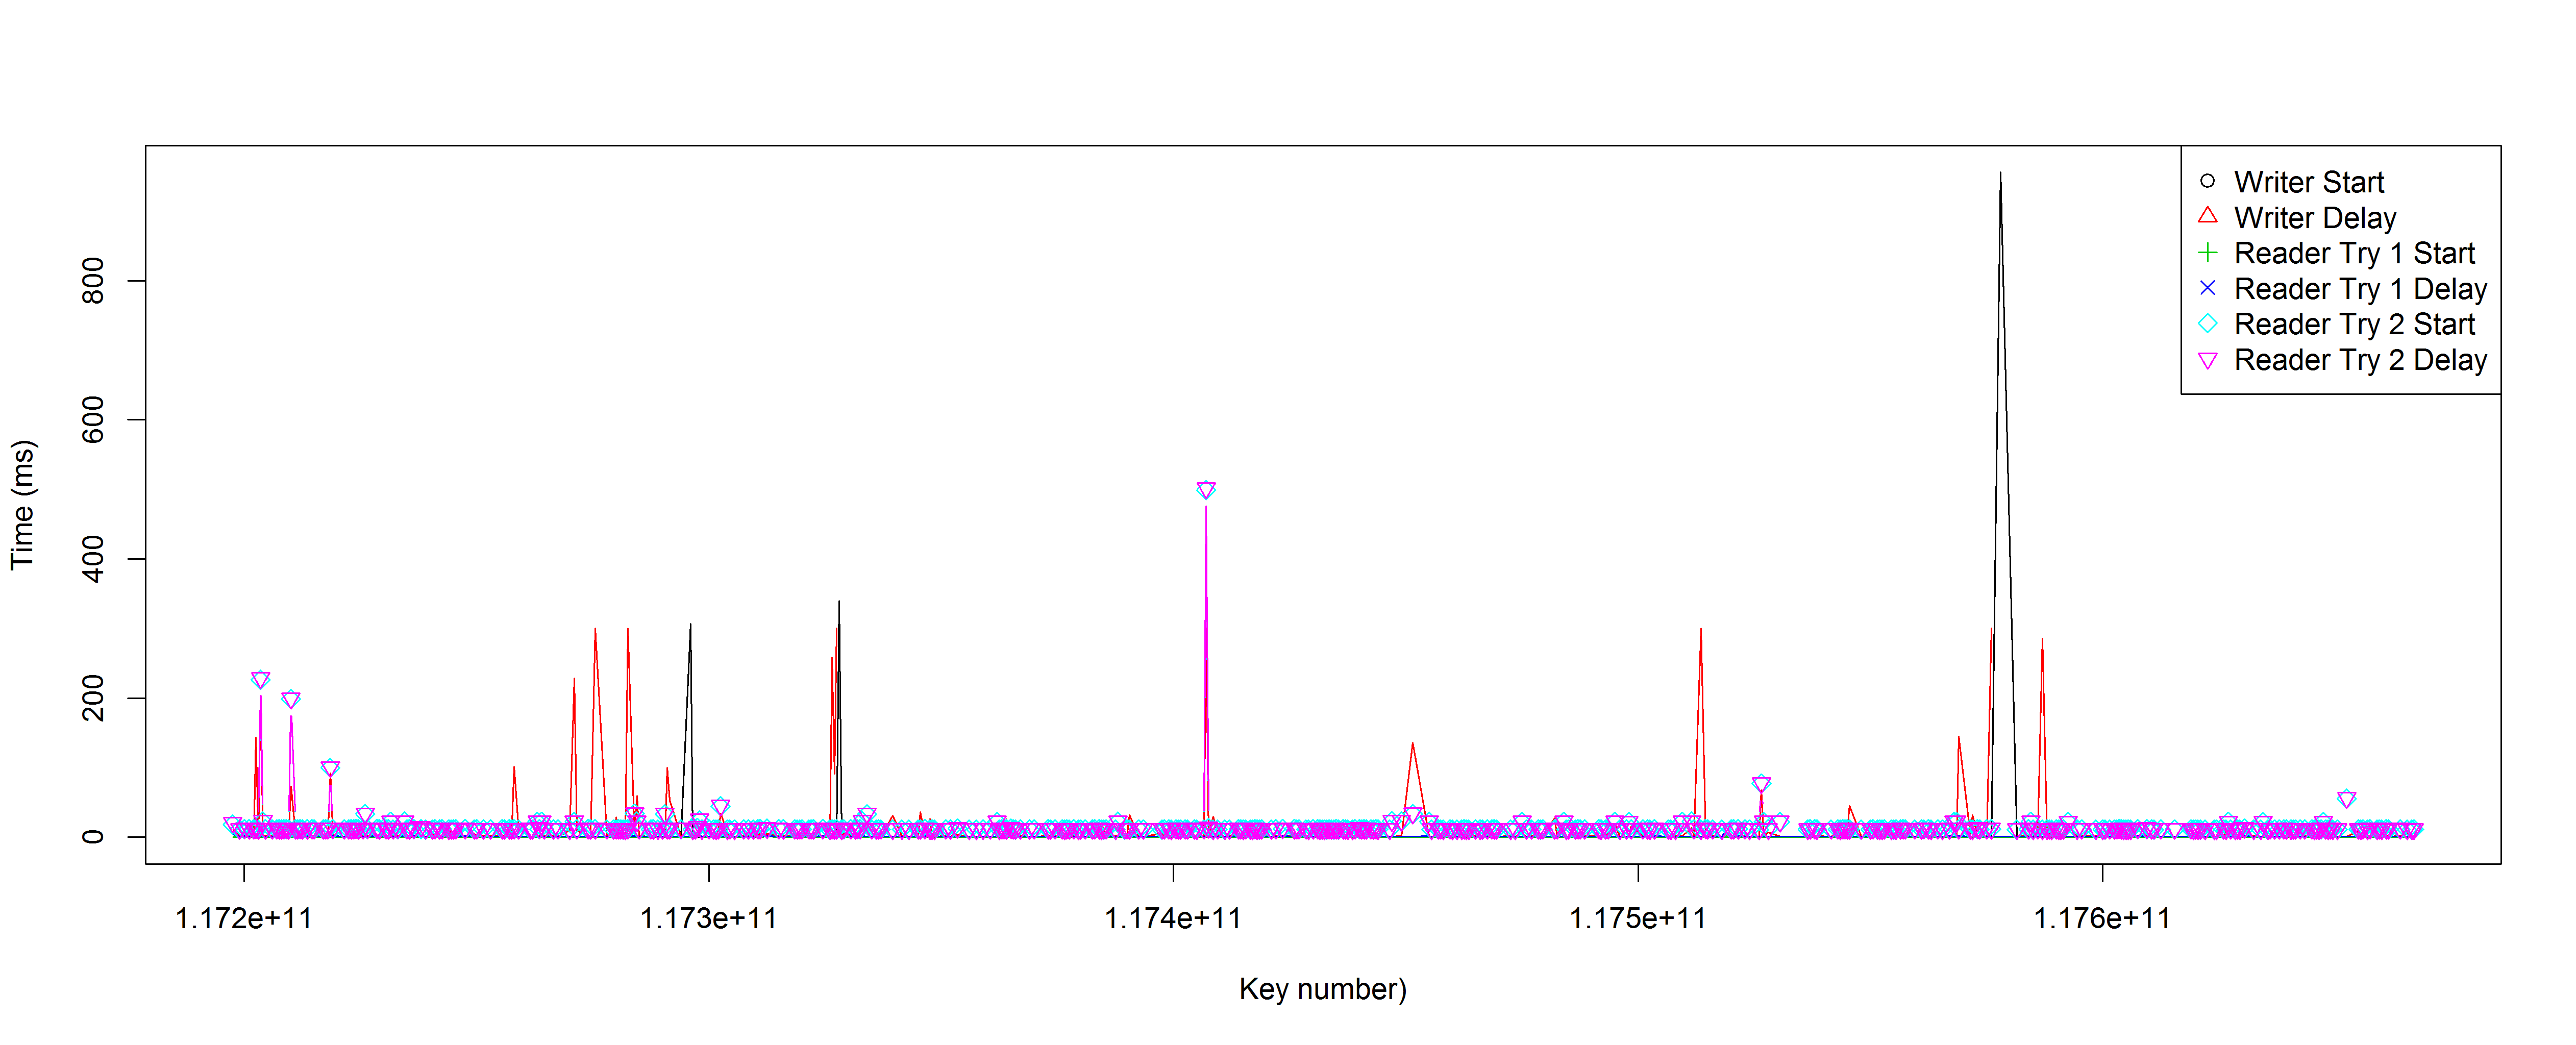 Writer Start
Writer Delay
Reader Try 1 Start
Reader Try 1 Delay
Reader Try 2 Start
Reader Try 2 Delay
Time (ms)
800
600
400
200
0
1.172e+11 1.173e+11 1.174e+11 1.175e+11 1.176e+11
Key number)